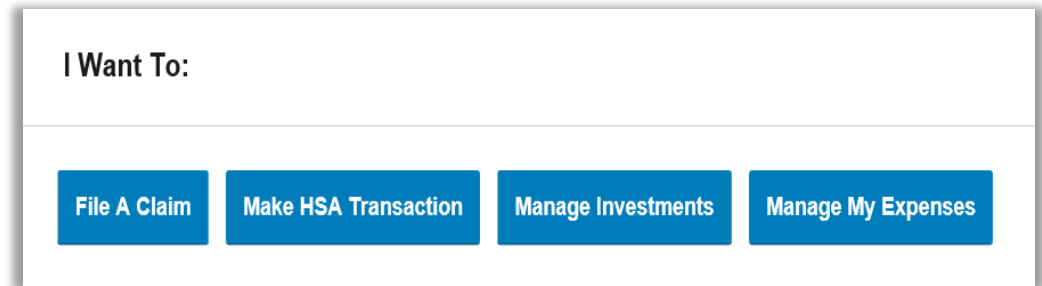 I Want To:
File A Claim Make HSA Transaction Manage Investments Manage My Expenses